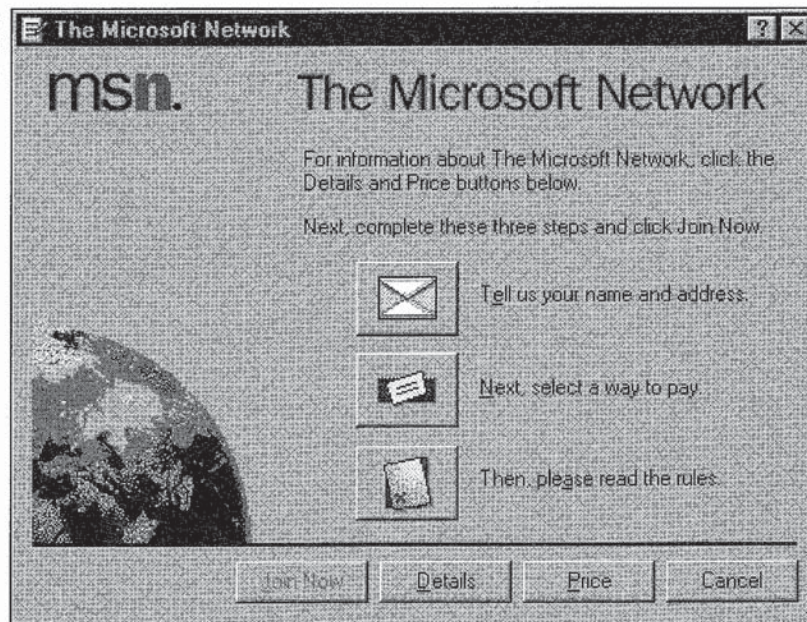 The Microsoft Network
msn.
The Microsoft Network
For information about The Microsoft Network, click the
Details and Price buttons below.
Next, complete these three steps and click Join Now.
Tell us your name and address.
Next, select a way to pay.
Then, please read the rules.
Join Now
Details
Price
Cancel